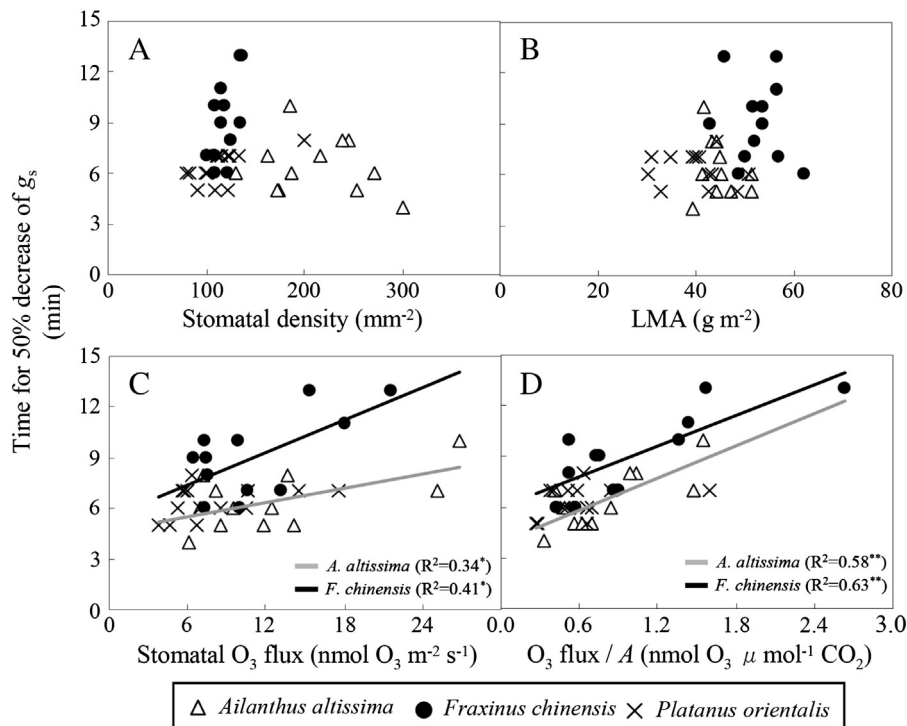 Time for 50% decrease of gs
(min)
15
12
9
6
3
0
A
0 100 200 300 400
Stomatal density (mm-2)
B
0 20 40 60 80
LMA (g m-2)
15
12
9
6
3
0
C
A. altissima (R2=0.34*)
F. chinensis (R2=0.41*)
0 6 12 18 24
Stomatal O3 flux (nmol O3 m-2 s-1)
D
A. altissima (R2=0.58**)
F. chinensis (R2=0.63**)
0.0 0.6 1.2 1.8 2.4 3.0
O3 flux / A (nmol O3 μ mol-1 CO2)
Ailanthus altissima Fraxinus chinensis Platanus orientalis